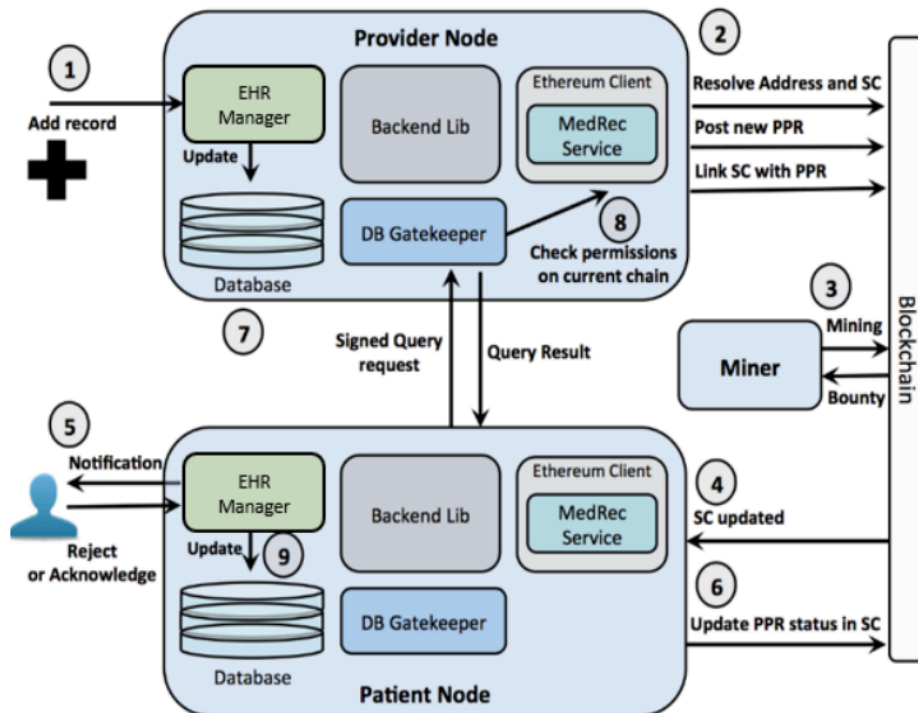 Provider Node
1
Add record
EHR
Manager
Update
Database
Backend Lib
DB Gatekeeper
Ethereum Client
MedRec
Service
8
Check permissions
on current chain
2
Resolve Address and SC
Post new PPR
Link SC with PPR
Blockchain
3
Mining
Miner
Bounty
7
Signed Query
request
Query Result
5
Notification
Reject
or Acknowledge
EHR
Manager
Update
9
Database
Backend Lib
DB Gatekeeper
Ethereum Client
MedRec
Service
Patient Node
4
SC updated
6
Update PPR status in SC